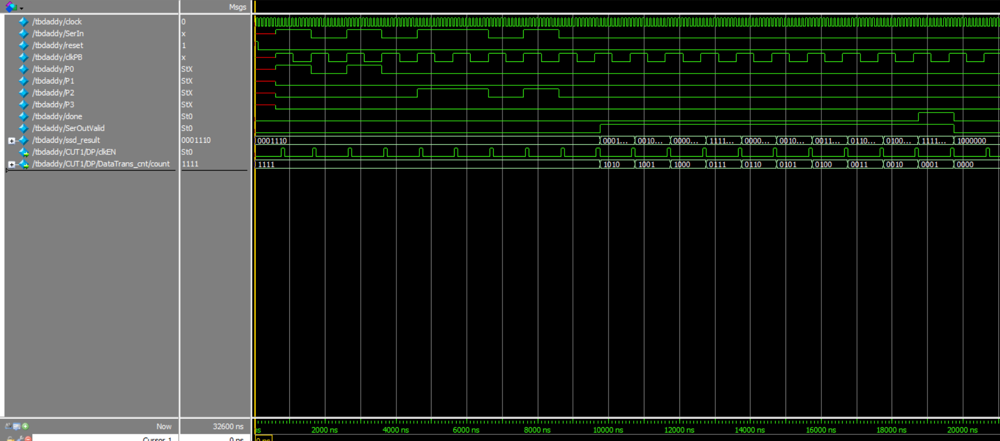 Msgs
/tbdaddy/clock 0
/tbdaddy/SerIn x
/tbdaddy/reset 1
/tbdaddy/clkPB x
/tbdaddy/P0 StX
/tbdaddy/P1 StX
/tbdaddy/P2 StX
/tbdaddy/P3 StX
/tbdaddy/done St0
/tbdaddy/SerOutValid St0
/tbdaddy/ssd_result 0001110 0001110 0001... 0010... 0000... 1111... 0000... 0010... 0011... 0110... 0100... 1111... 1000000
/tbdaddy/CUT1/DP/clkEN St0
/tbdaddy/CUT1/DP/DataTrans_cnt/count 1111 1111 1010 1001 1000 0111 0110 0101 0100 0011 0010 0001 0000
Now 32600 ns ns 2000 ns 4000 ns 6000 ns 8000 ns 10000 ns 12000 ns 14000 ns 16000 ns 18000 ns 20000 ns
Cursor 1 0 ns 0 ns